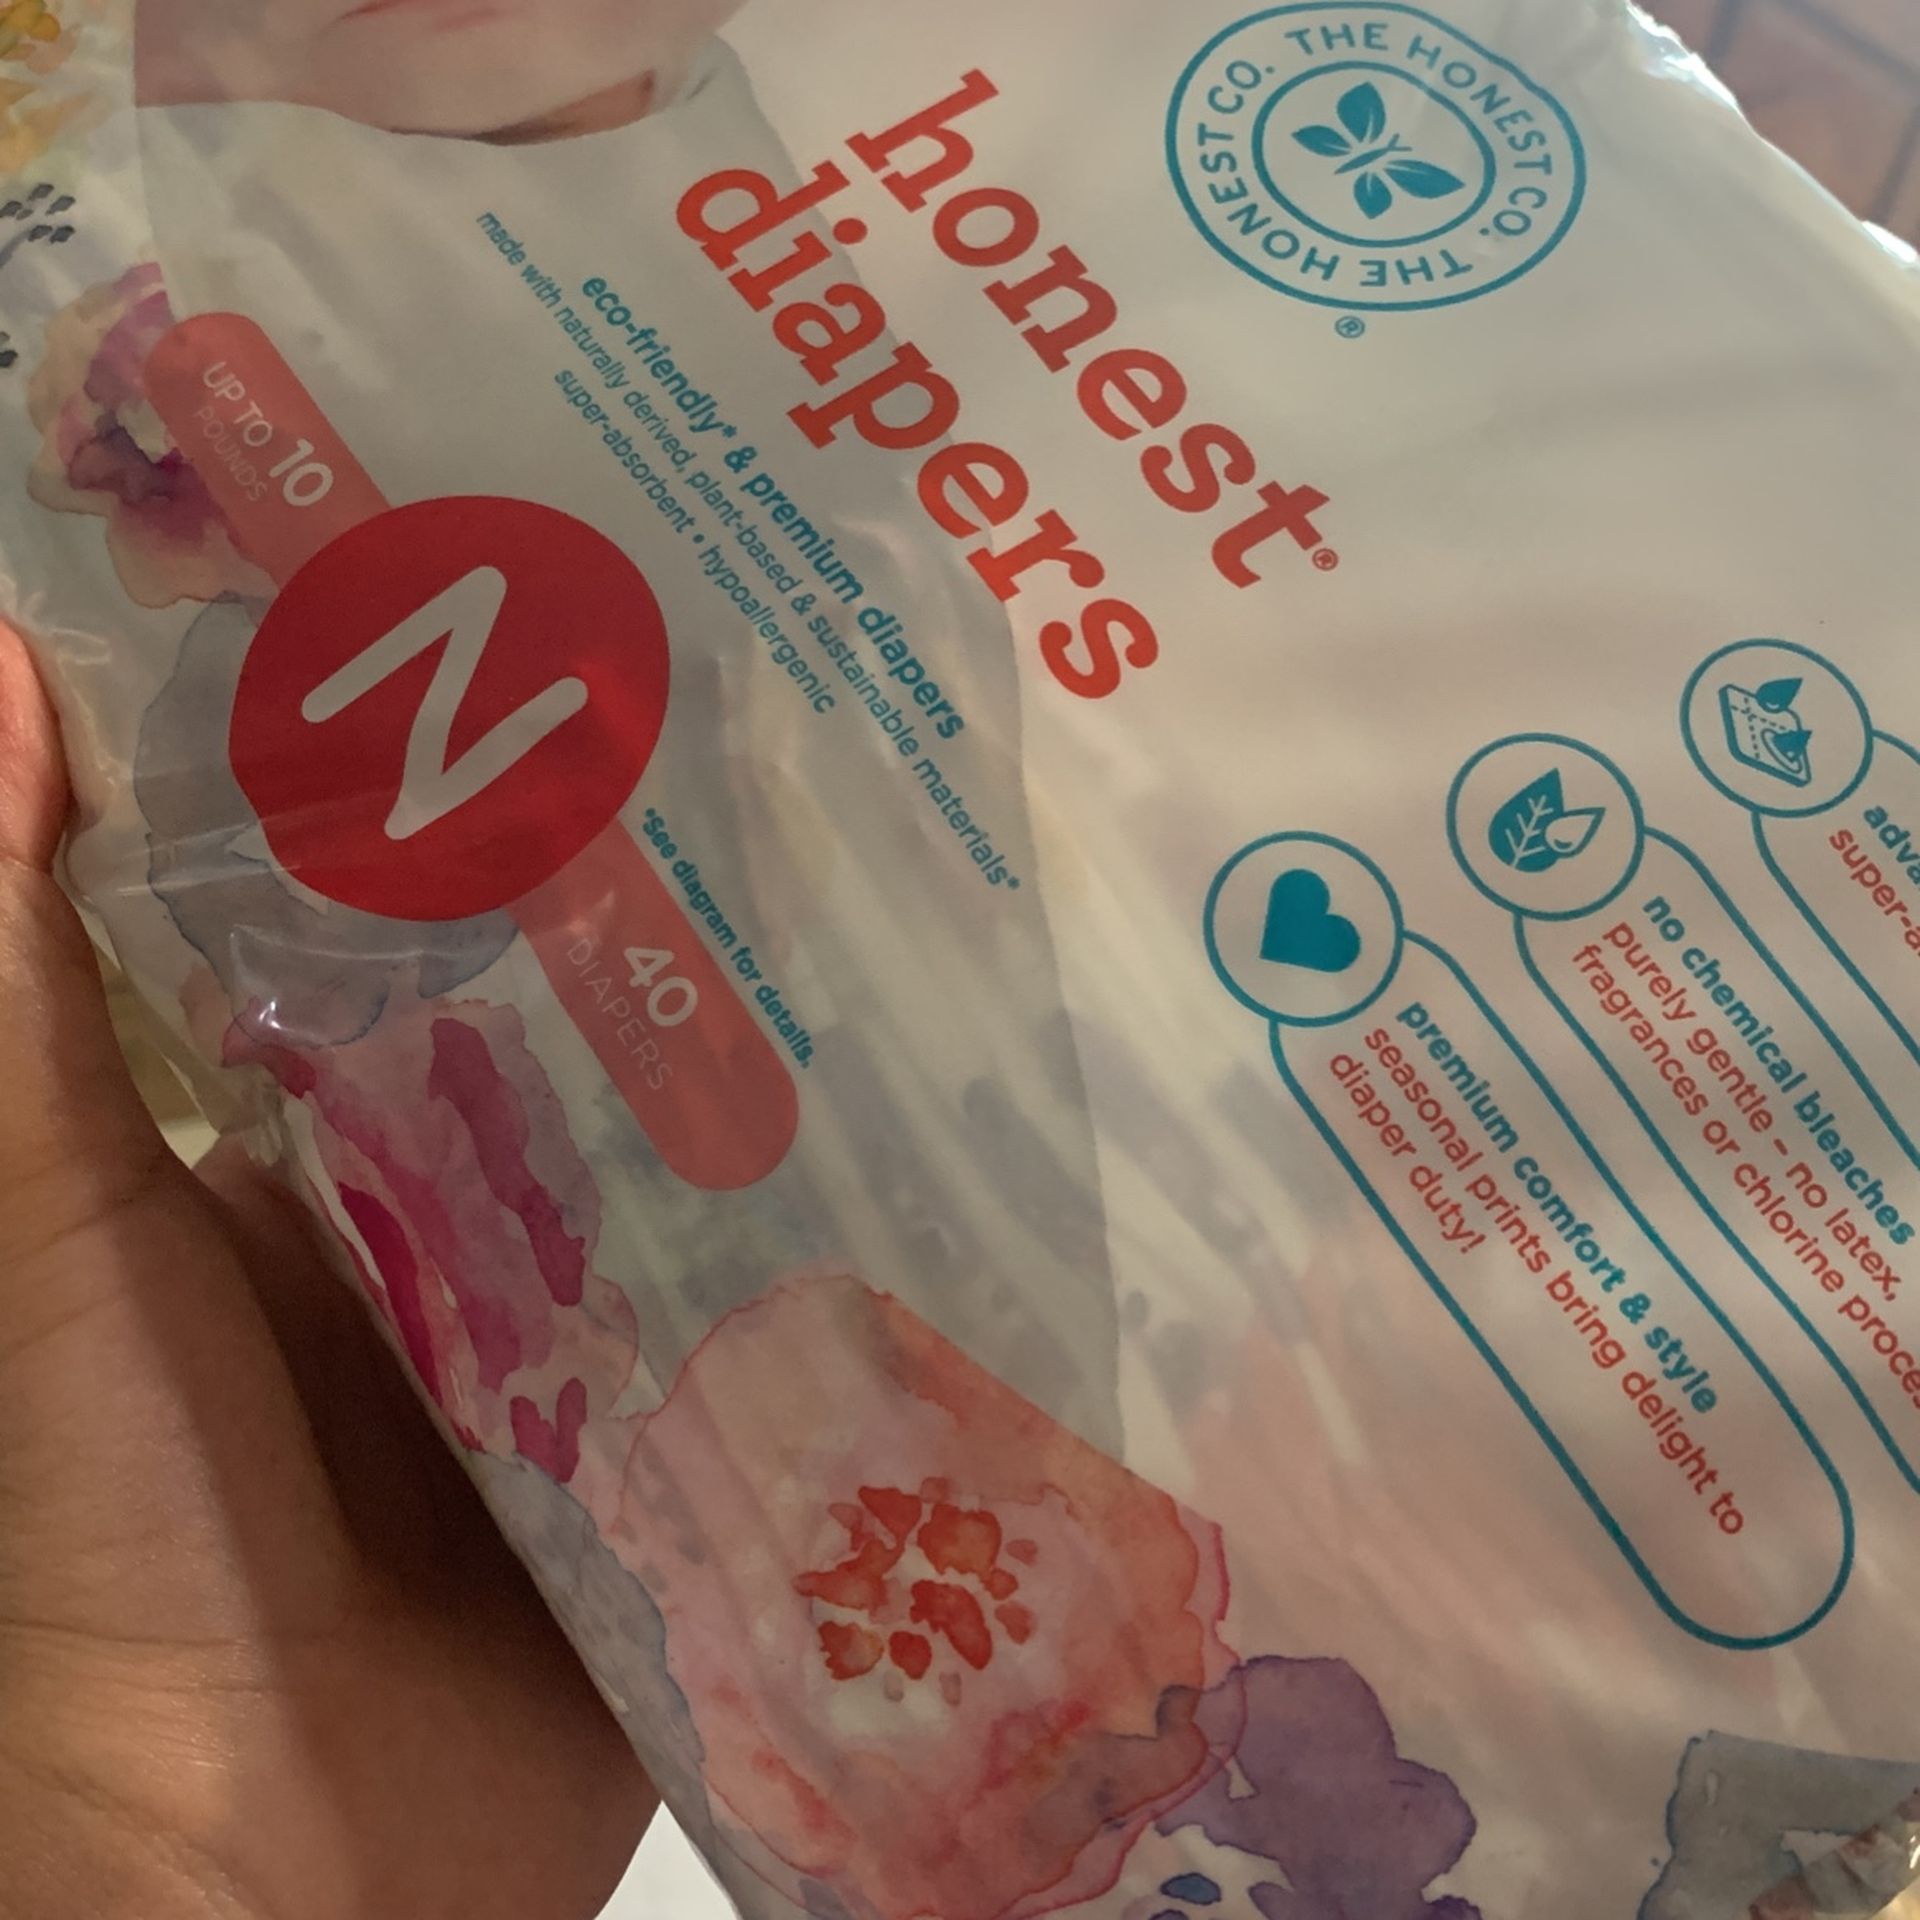 THE HONEST CO. THE HONEST CO.
®
honest®
diapers
eco-friendly* & premium diapers
made with naturally derived, plant-based & sustainable materials*
super-absorbent • hypoallergenic
UP TO 10
POUNDS
N
40
DIAPERS
*See diagram for details.
super-a
no chemical bleaches
purely gentle – no latex,
fragrances or chlorine
premium comfort & style
seasonal prints bring delight to
diaper duty!